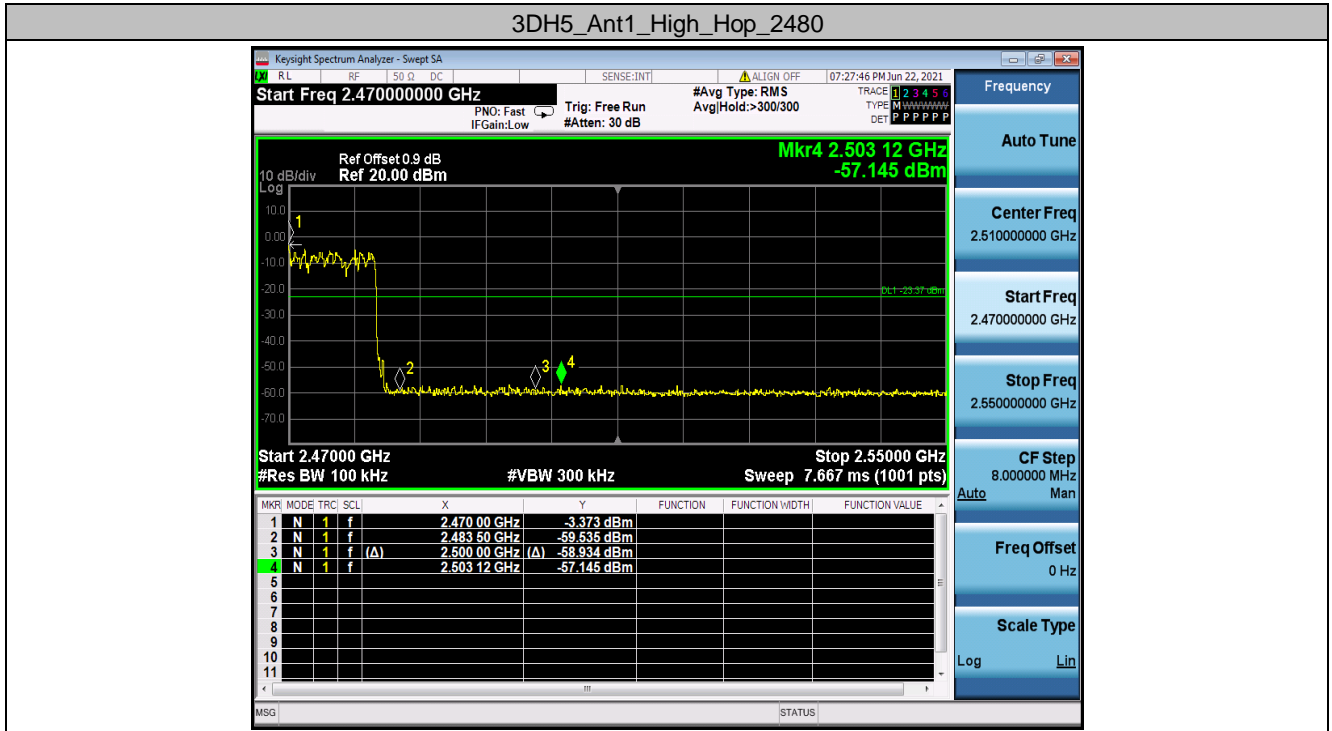 3DH5_Ant1_High_Hop_2480
Keysight Spectrum Analyzer - Swept SA
LXI RL RF 50 Ω DC SENSE:INT ALIGN OFF 07:27:46 PM Jun 22, 2021
Start Freq 2.470000000 GHz
PNO: Fast
IFGain:Low
Trig: Free Run
#Atten: 30 dB
#Avg Type: RMS
Avg|Hold:>300/300
TRACE 1 2 3 4 5 6
TYPE M WWWWW
DET P P P P P P
Mkr4 2.503 12 GHz
-57.145 dBm
Ref Offset 0.9 dB
10 dB/div Ref 20.00 dBm
Log
10.0
0.00
-10.0
-20.0
-30.0
-40.0
-50.0
-60.0
-70.0
1
2
3
4
DL1 -23.37 dBm
Start 2.47000 GHz Stop 2.55000 GHz
#Res BW 100 kHz #VBW 300 kHz Sweep 7.667 ms (1001 pts)
MKR MODE TRC SCL X Y FUNCTION FUNCTION WIDTH FUNCTION VALUE
1 N 1 f 2.470 00 GHz -3.373 dBm
2 N 1 f 2.483 50 GHz -59.535 dBm
3 N 1 f (Δ) 2.500 00 GHz (Δ) -58.934 dBm
4 N 1 f 2.503 12 GHz -57.145 dBm
5
6
7
8
9
10
11
MSG STATUS
Frequency
Auto Tune
Center Freq
2.510000000 GHz
Start Freq
2.470000000 GHz
Stop Freq
2.550000000 GHz
CF Step
8.000000 MHz
Auto Man
Freq Offset
0 Hz
Scale Type
Log Lin